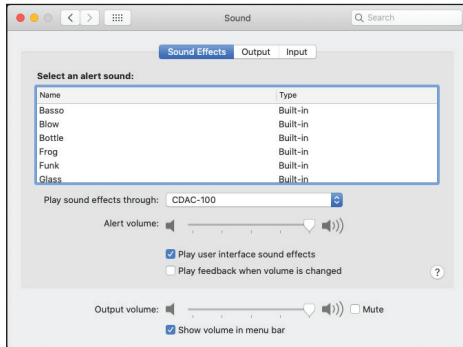 Sound
Search
Sound Effects Output Input
Select an alert sound:
Name Type
Basso Built-in
Blow Built-in
Bottle Built-in
Frog Built-in
Funk Built-in
Glass Built-in
Play sound effects through: CDAC-100
Alert volume:
Play user interface sound effects
Play feedback when volume is changed
?
Output volume: Mute
Show volume in menu bar